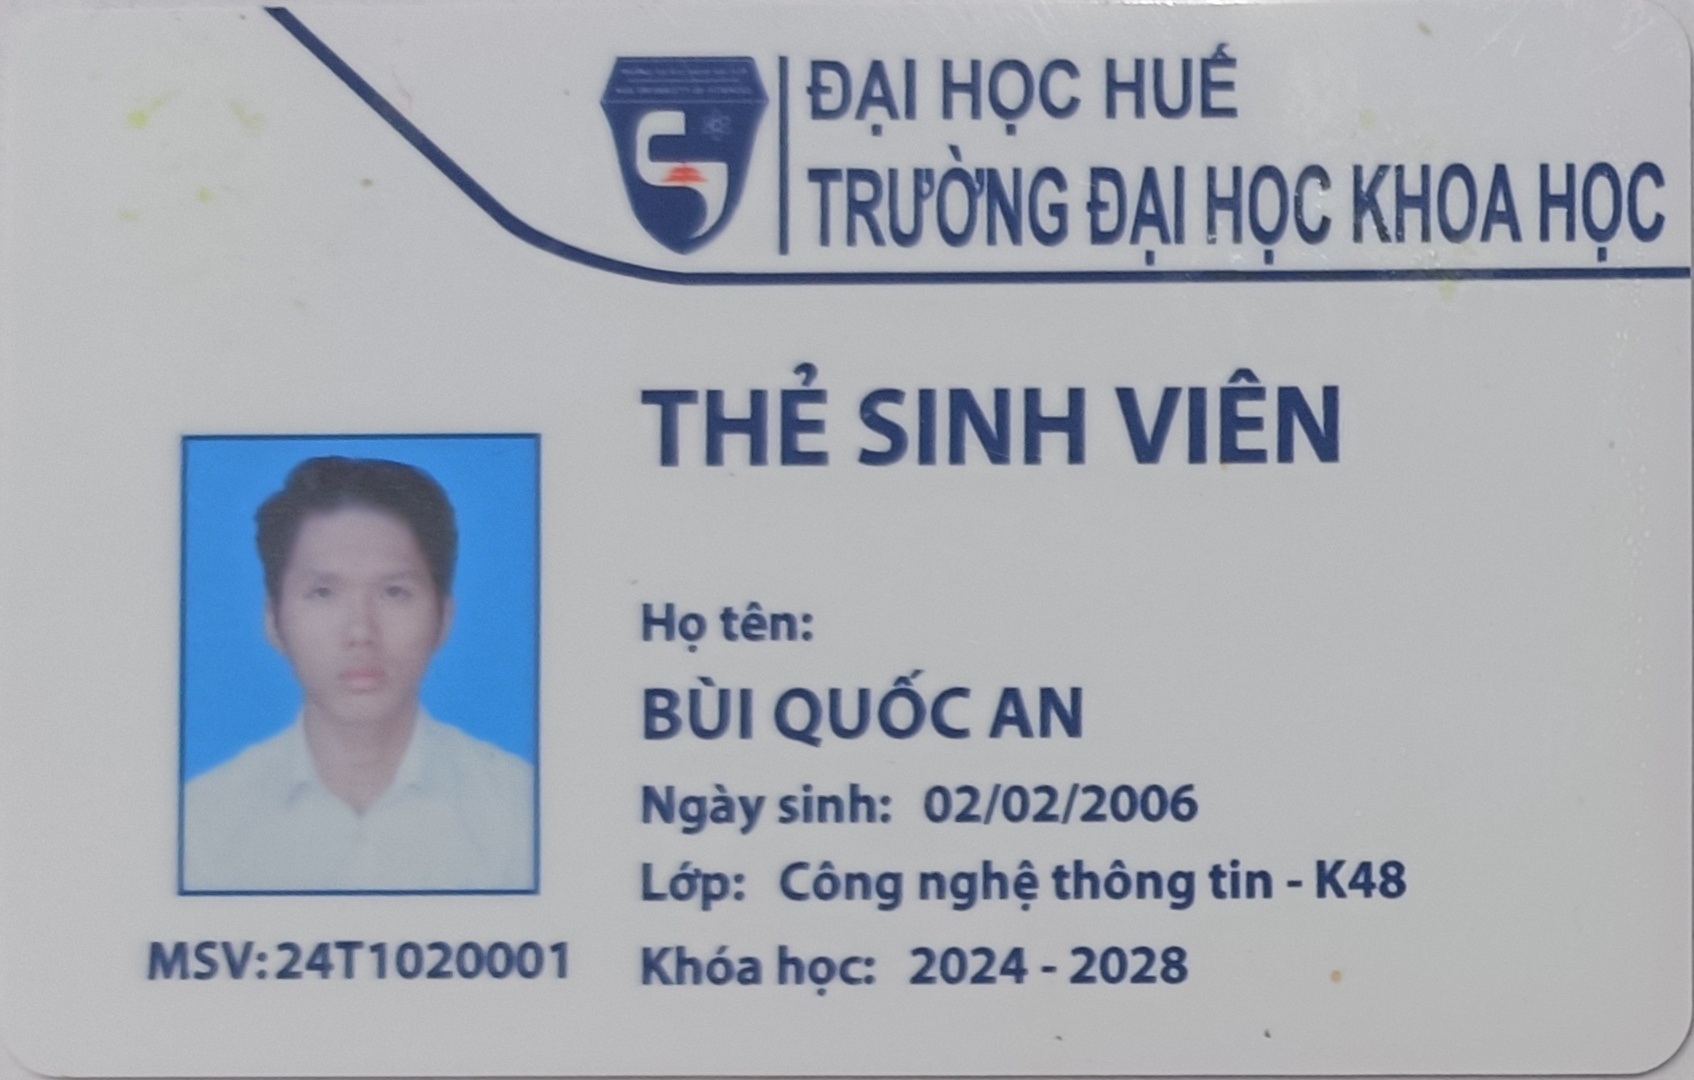 ĐẠI HỌC HUẾ
TRƯỜNG ĐẠI HỌC KHOA HỌC
THẺ SINH VIÊN
Họ tên:
BÙI QUỐC AN
Ngày sinh: 02/02/2006
Lớp: Công nghệ thông tin - K48
Khóa học: 2024 - 2028
MSV: 24T1020001